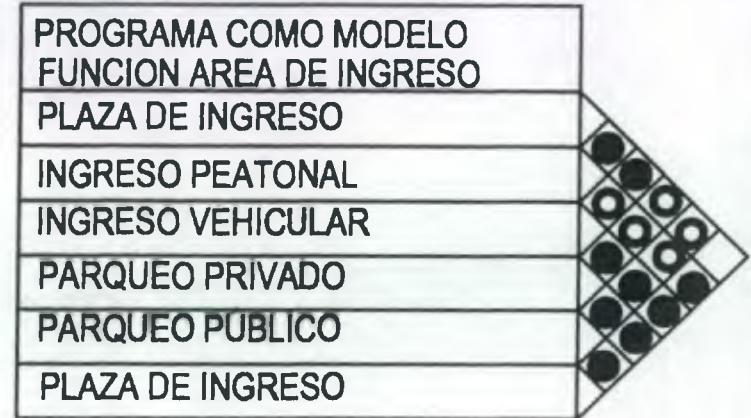 PROGRAMA COMO MODELO
FUNCION AREA DE INGRESO
PLAZA DE INGRESO
INGRESO PEATONAL
INGRESO VEHICULAR
PARQUEO PRIVADO
PARQUEO PÚBLICO
PLAZA DE INGRESO